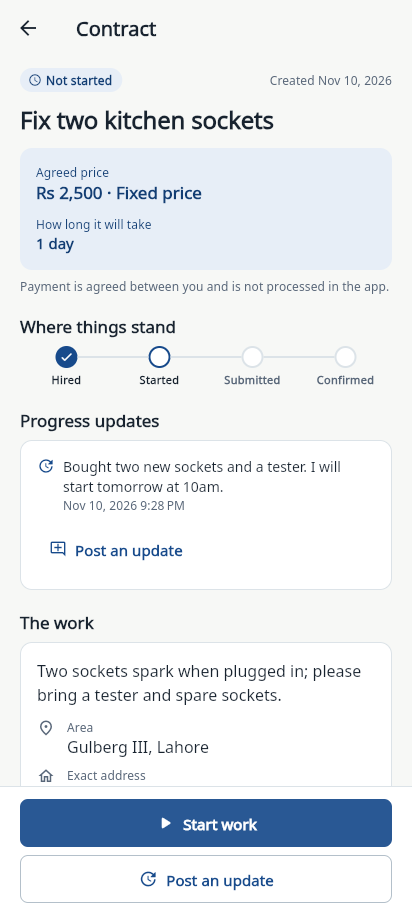 Contract
Not started
Created Nov 10, 2026
Fix two kitchen sockets
Agreed price
Rs 2,500 · Fixed price
How long it will take
1 day
Payment is agreed between you and is not processed in the app.
Where things stand
Hired
Started
Submitted
Confirmed
Progress updates
Bought two new sockets and a tester. I will
start tomorrow at 10am.
Nov 10, 2026 9:28 PM
Post an update
The work
Two sockets spark when plugged in; please
bring a tester and spare sockets.
Area
Gulberg III, Lahore
Exact address
Start work
Post an update